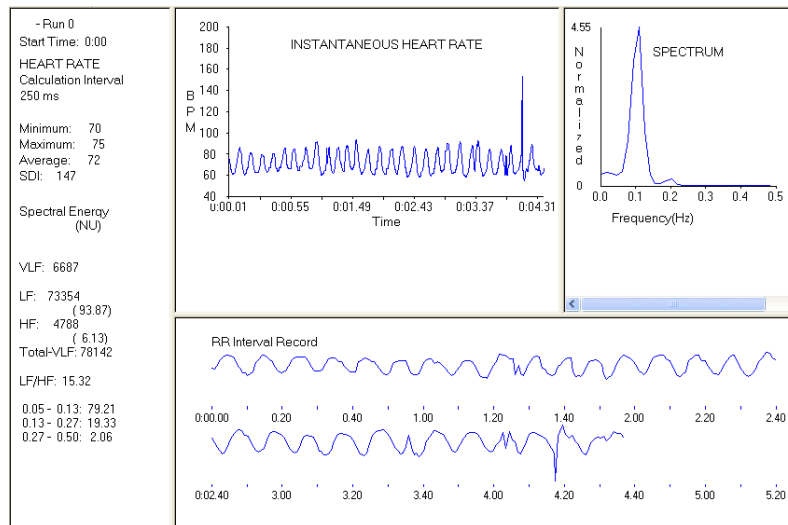 - Run 0
Start Time: 0:00
HEART RATE
Calculation Interval
250 ms
Minimum: 70
Maximum: 75
Average: 72
SDI: 147
Spectral Energy
(NU)
VLF: 6687
LF: 73354
( 93.87)
HF: 4788
( 6.13)
Total-VLF: 78142
LF/HF: 15.32
0.05 - 0.13: 79.21
0.13 - 0.27: 19.33
0.27 - 0.50: 2.06
INSTANTANEOUS HEART RATE
BPM
200
180
160
140
120
100
80
60
40
0:00.01 0:00.55 0:01.49 0:02.43 0:03.37 0:04.31
Time
SPECTRUM
Normalized
4.55
0
0.0 0.1 0.2 0.3 0.4 0.5
Frequency(Hz)
RR Interval Record
0:00.00 0.20 0.40 1.00 1.20 1.40 2.00 2.20 2.40
0:02.40 3.00 3.20 3.40 4.00 4.20 4.40 5.00 5.20